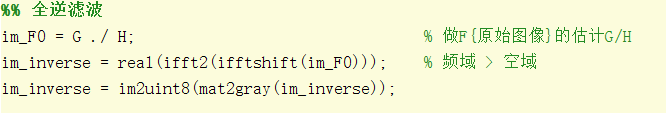 %% 全逆滤波
im_F0 = G ./ H; % 做F{原始图像}的估计G/H
im_inverse = real(ifft2(ifftshift(im_F0))); % 频域 > 空域
im_inverse = im2uint8(mat2gray(im_inverse));